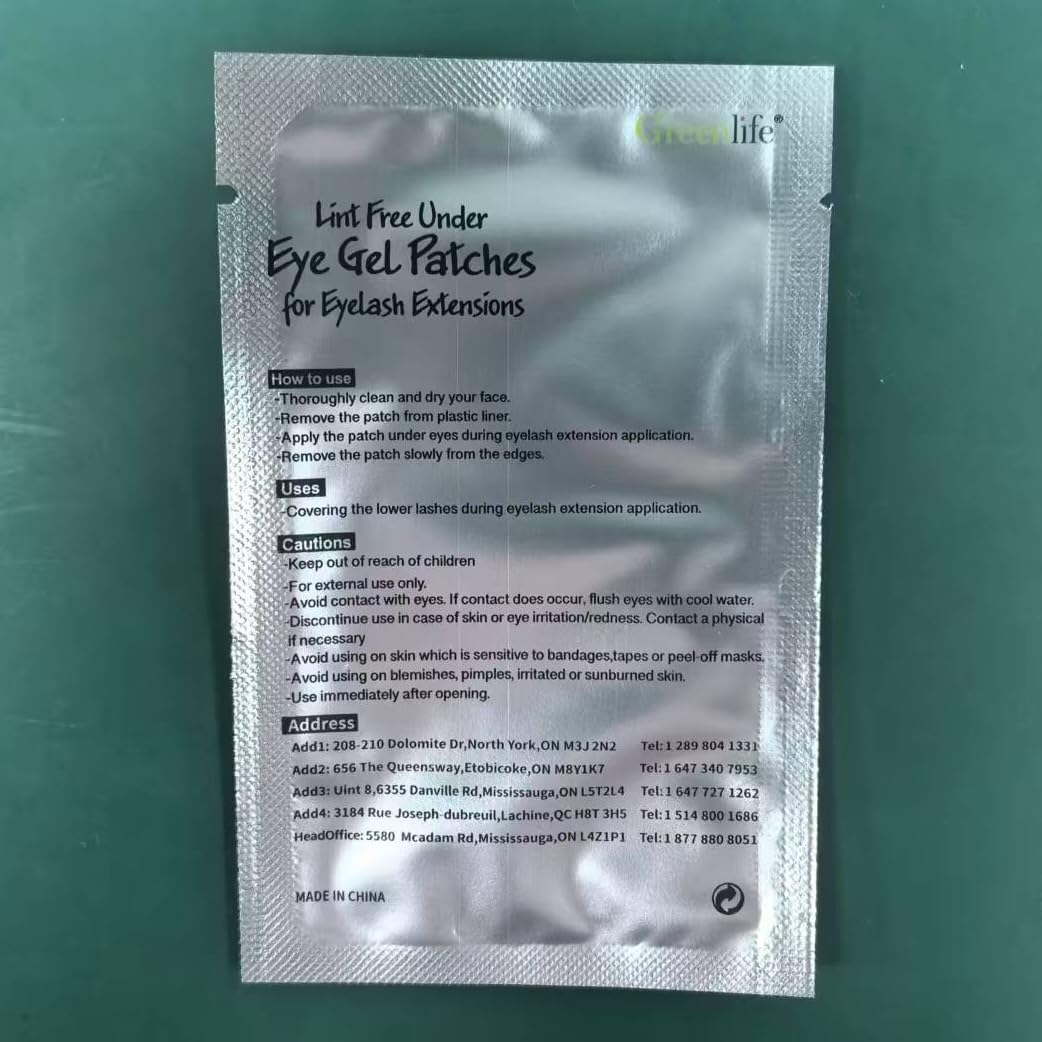 Greenlife®
Lint Free Under
Eye Gel Patches
for Eyelash Extensions
How to use
-Thoroughly clean and dry your face.
-Remove the patch from plastic liner.
-Apply the patch under eyes during eyelash extension application.
-Remove the patch slowly from the edges.
Uses
-Covering the lower lashes during eyelash extension application.
Cautions
-Keep out of reach of children
-For external use only.
-Avoid contact with eyes. If contact does occur, flush eyes with cool water.
-Discontinue use in case of skin or eye irritation/redness. Contact a physical
if necessary
-Avoid using on skin which is sensitive to bandages,tapes or peel-off masks.
-Avoid using on blemishes, pimples, irritated or sunburned skin.
-Use immediately after opening.
Address
Add1: 208-210 Dolomite Dr,North York,ON M3J 2N2 Tel:1 289 804 1331
Add2: 656 The Queensway,Etobicoke,ON M8Y1K7 Tel:1 647 340 7953
Add3: Uint 8,6355 Danville Rd,Mississauga,ON L5T2L4 Tel:1 647 727 1262
Add4: 3184 Rue Joseph-dubreuil,Lachine,QC H8T 3H5 Tel:1 514 800 1686
HeadOffice: 5580 Mcadam Rd,Mississauga,ON L4Z1P1 Tel:1 877 880 8051
MADE IN CHINA